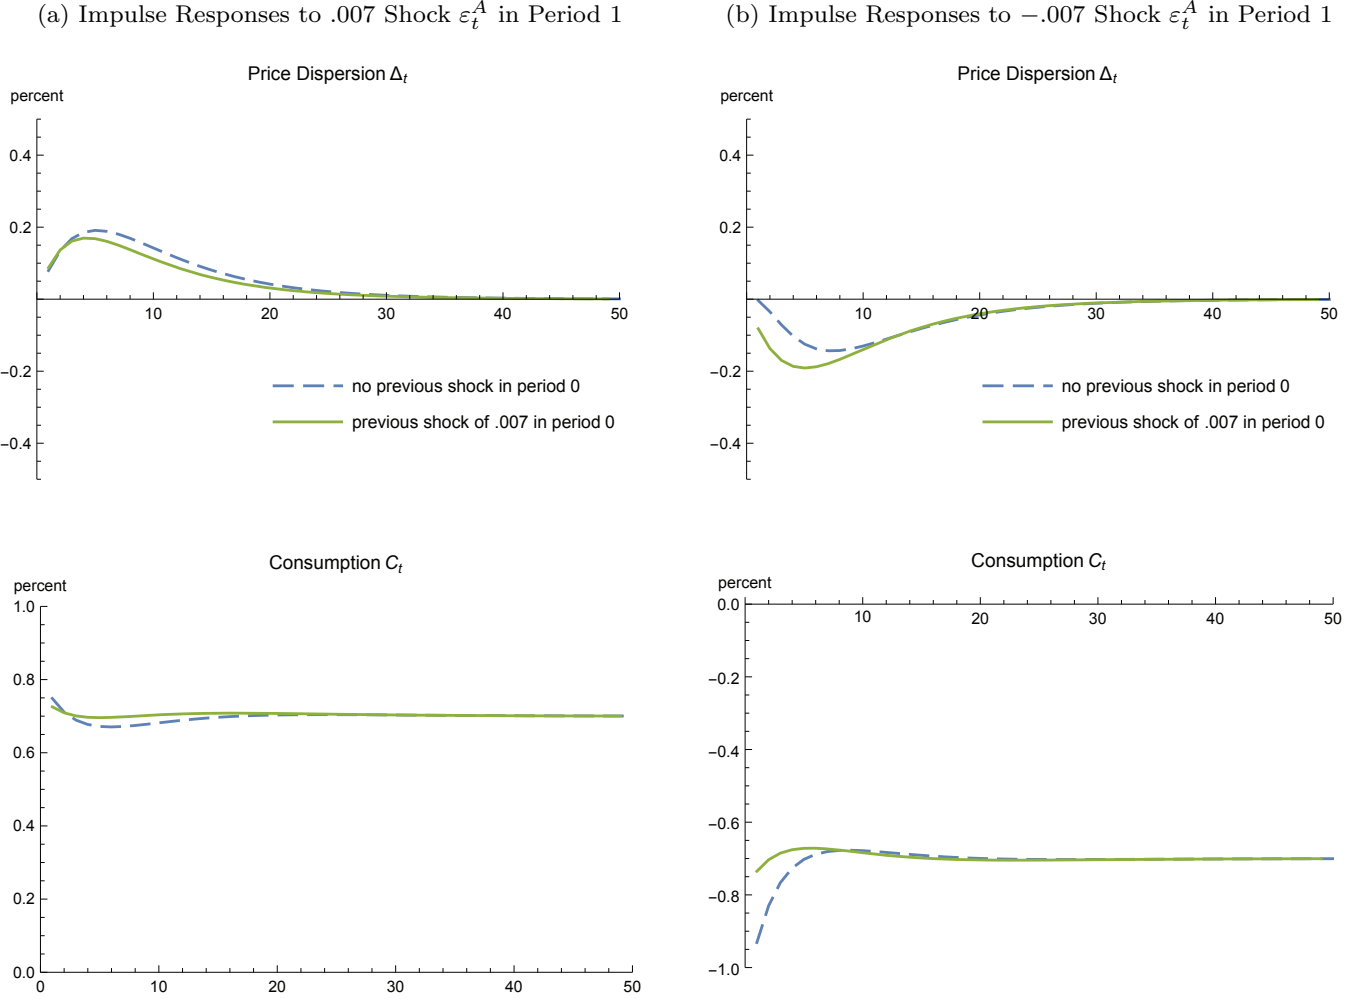 (a) Impulse Responses to .007 Shock ε_t^A in Period 1
(b) Impulse Responses to −.007 Shock ε_t^A in Period 1
Price Dispersion Δ_t
percent
0.4
0.2
−0.2
−0.4
10 20 30 40 50
no previous shock in period 0
previous shock of .007 in period 0
Price Dispersion Δ_t
percent
0.4
0.2
−0.2
−0.4
10 20 30 40 50
no previous shock in period 0
previous shock of .007 in period 0
Consumption C_t
percent
1.0
0.8
0.6
0.4
0.2
0.0
0 10 20 30 40 50
Consumption C_t
percent
0.0
10 20 30 40 50
−0.2
−0.4
−0.6
−0.8
−1.0